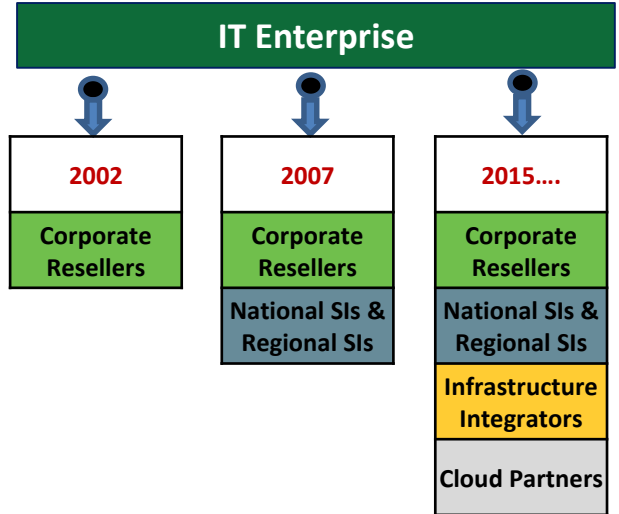 IT Enterprise
2002
Corporate
Resellers
2007
Corporate
Resellers
National SIs &
Regional SIs
2015....
Corporate
Resellers
National SIs &
Regional SIs
Infrastructure
Integrators
Cloud Partners